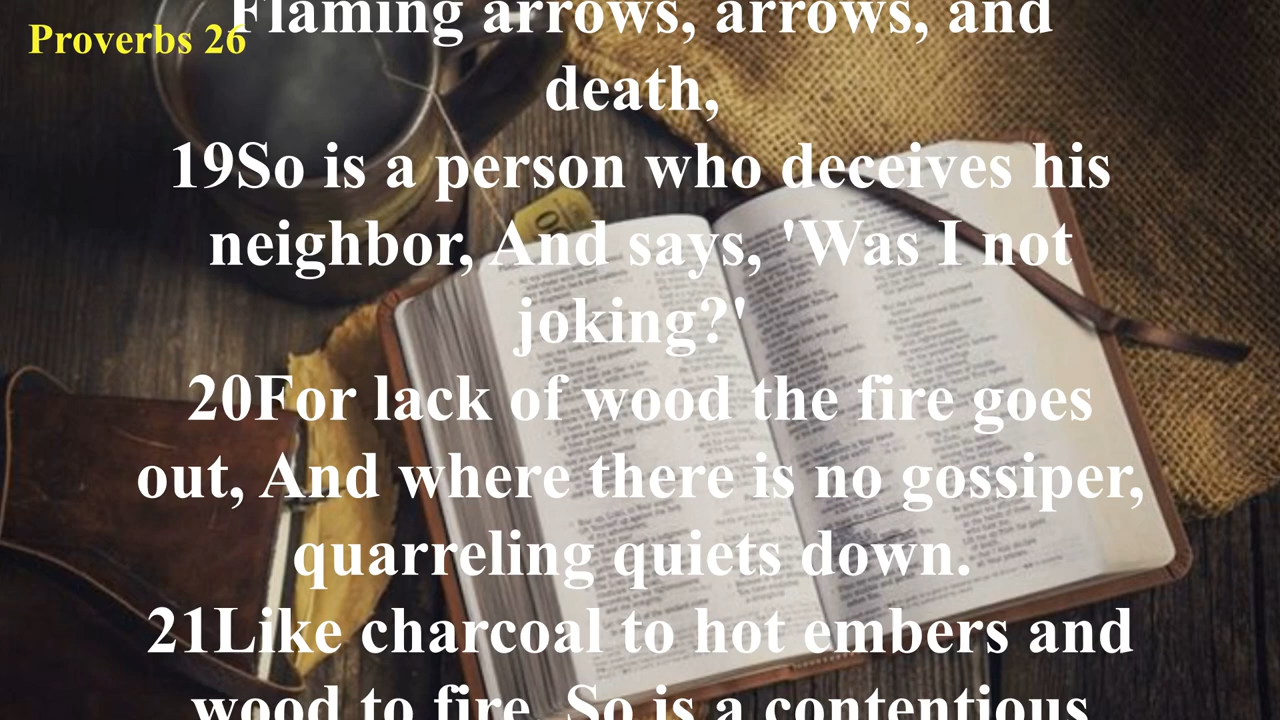 Proverbs 26
Flaming arrows, arrows, and
death,
19So is a person who deceives his
neighbor, And says, 'Was I not
joking?'
20For lack of wood the fire goes
out, And where there is no gossiper,
quarreling quiets down.
21Like charcoal to hot embers and
wood to fire, So is a contentious